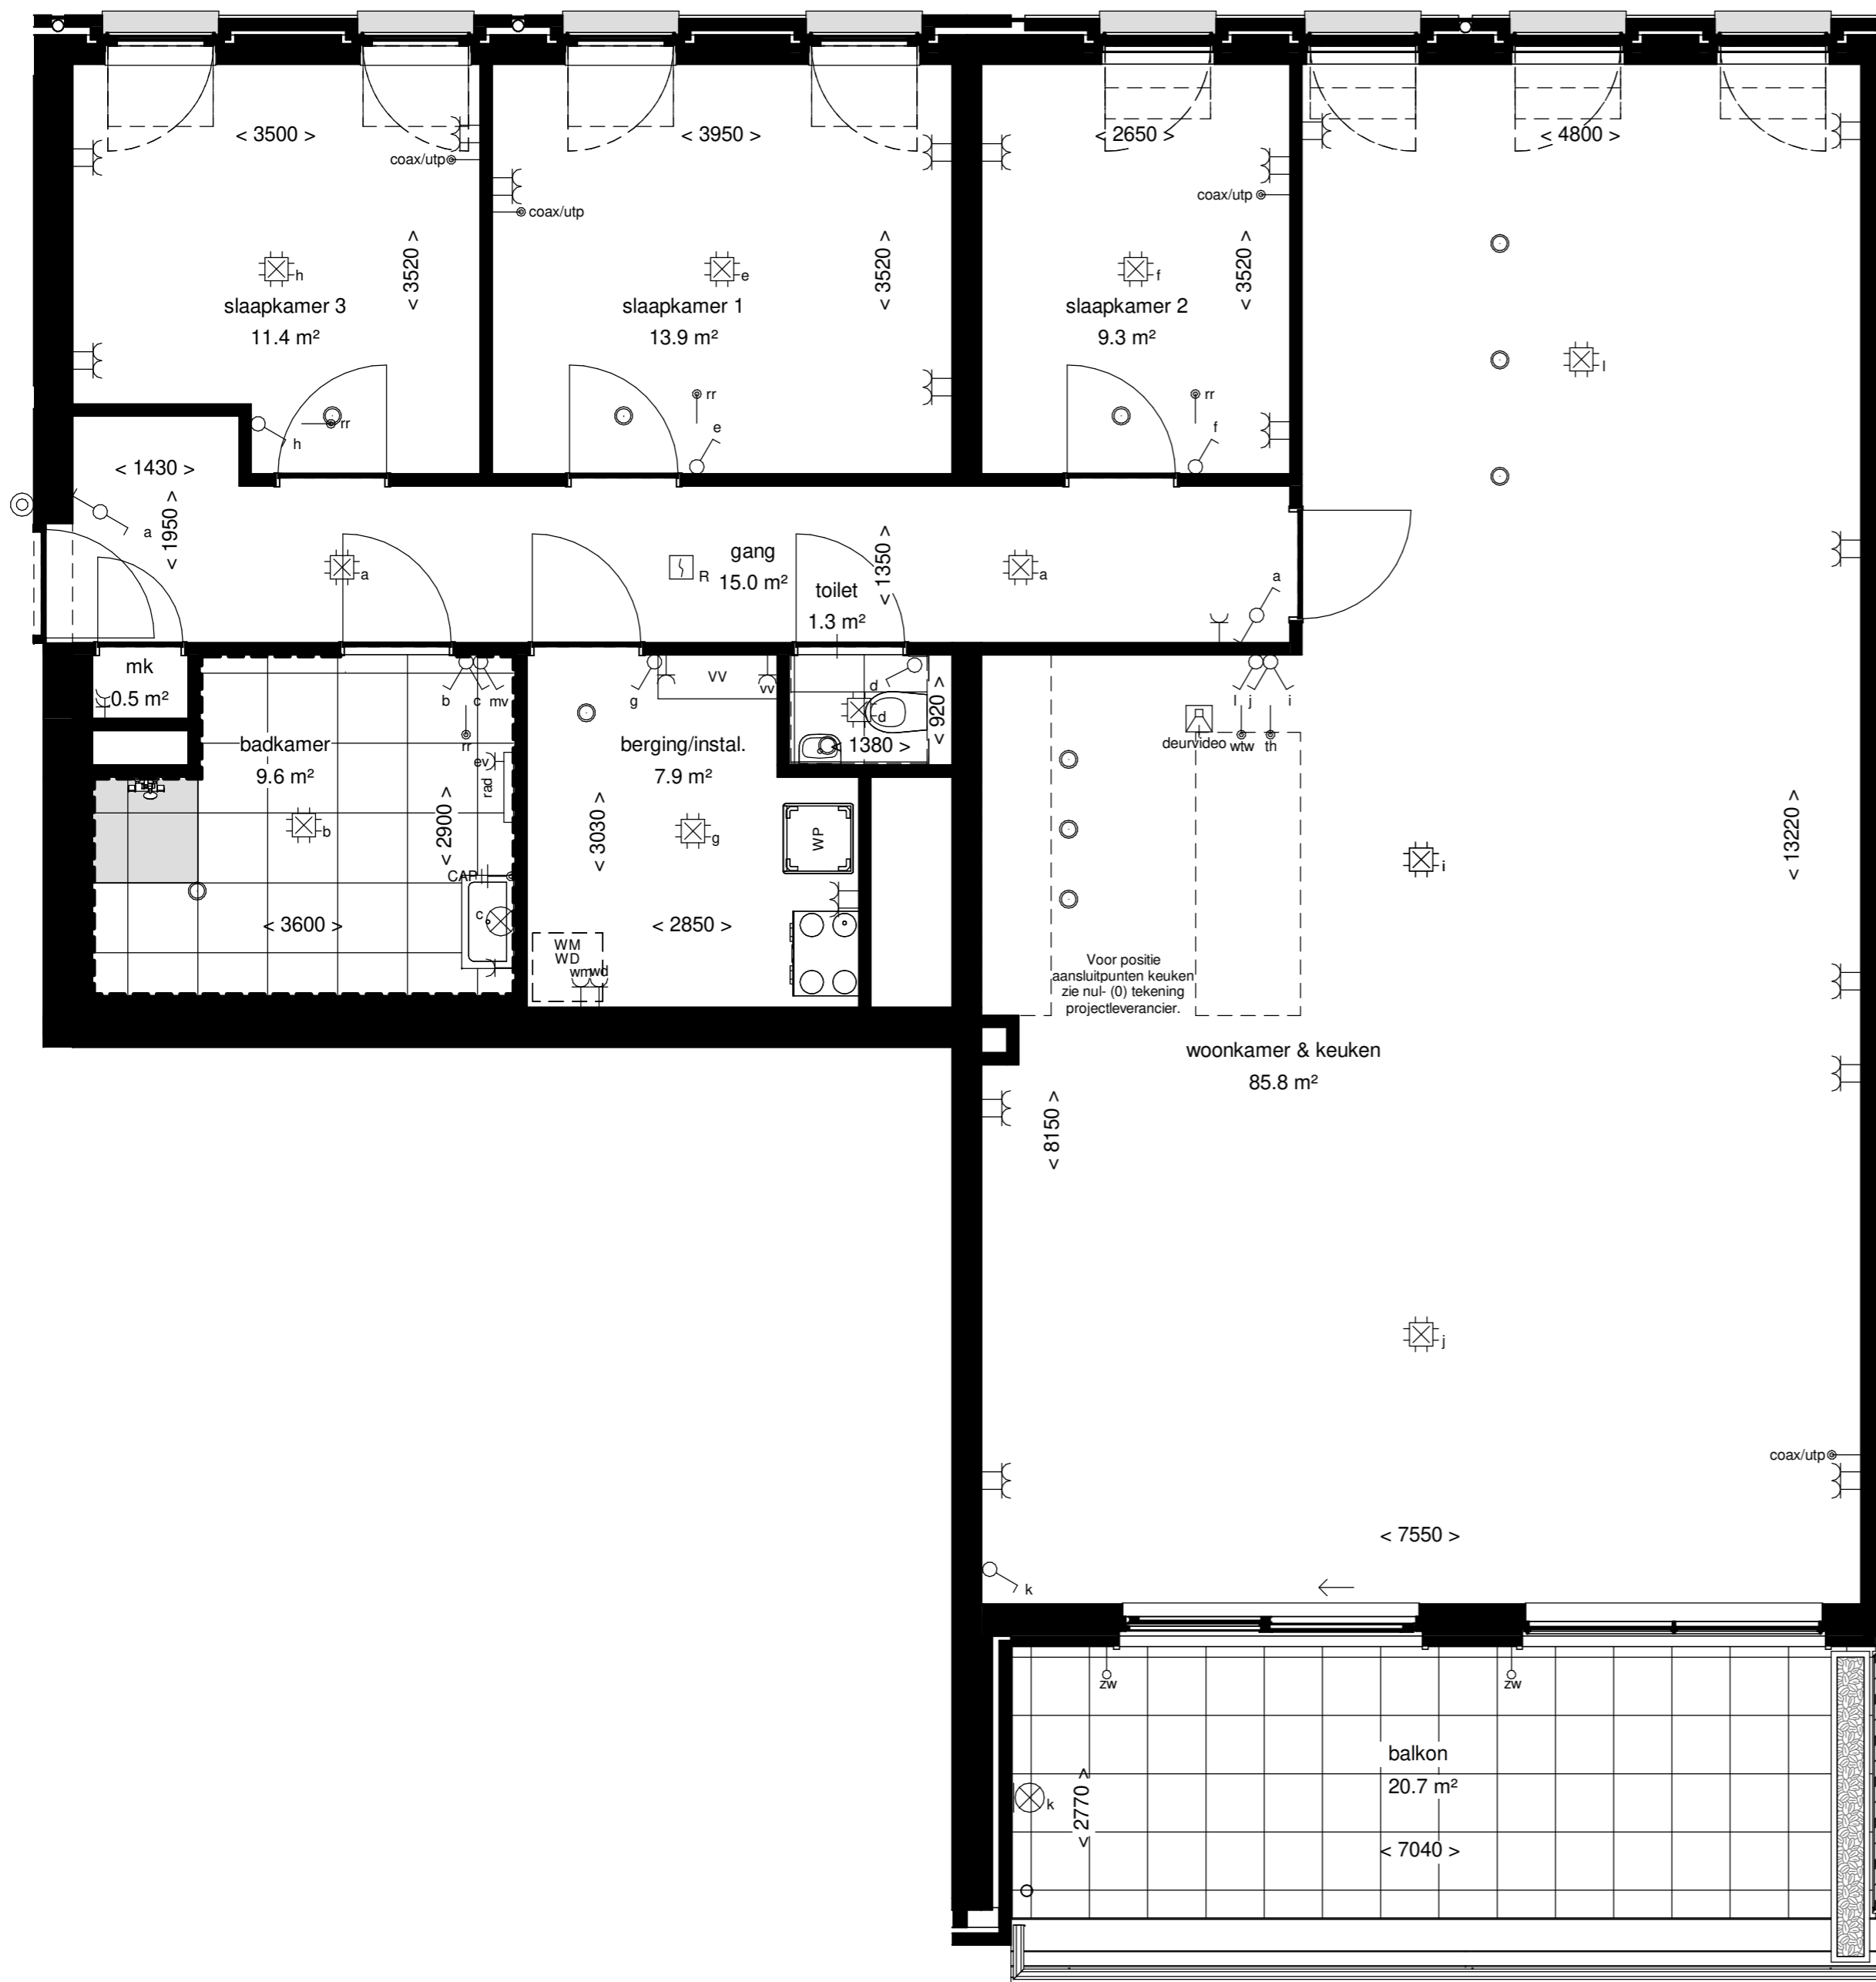 < 3500 >
< 3950 >
< 2650 >
< 4800 >
coax/utp
coax/utp
coax/utp
< 3520 >
< 3520 >
< 3520 >
h
e
f
l
slaapkamer 3
11.4 m²
slaapkamer 1
13.9 m²
slaapkamer 2
9.3 m²
rr
rr
rr
h
e
f
< 1430 >
< 1950 >
a
a
R
gang
15.0 m²
toilet
1.3 m²
< 1350 >
a
a
mk
0.5 m²
b
c
mv
rr
badkamer
9.6 m²
ev
rad
b
< 2900 >
CAP
c
< 3600 >
g
vv
vv
berging/instal.
7.9 m²
< 3030 >
g
WP
< 2850 >
WM
WD
wm
wd
d
d
< 920 >
< 1380 >
l
j
i
deurvideo
wtw
th
i
< 13220 >
Voor positie
aansluitpunten keuken
zie nul- (0) tekening
projectleverancier.
woonkamer & keuken
85.8 m²
< 8150 >
j
coax/utp
< 7550 >
k
zw
zw
balkon
20.7 m²
k
< 2770 >
< 7040 >